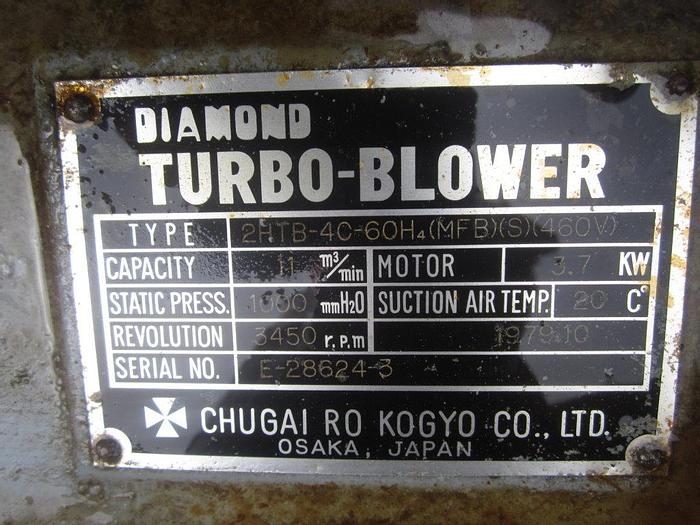 DIAMOND
TURBO-BLOWER
TYPE 2HTB-4C-60H₄(MFB)(S)(460V)
CAPACITY 11 m³/min MOTOR 3.7 KW
STATIC PRESS. 1000 mmH2O SUCTION AIR TEMP. 20 C°
REVOLUTION 3450 r.p.m 1979.10
SERIAL NO. E-28624-3
CHUGAI RO KOGYO CO., LTD.
OSAKA, JAPAN